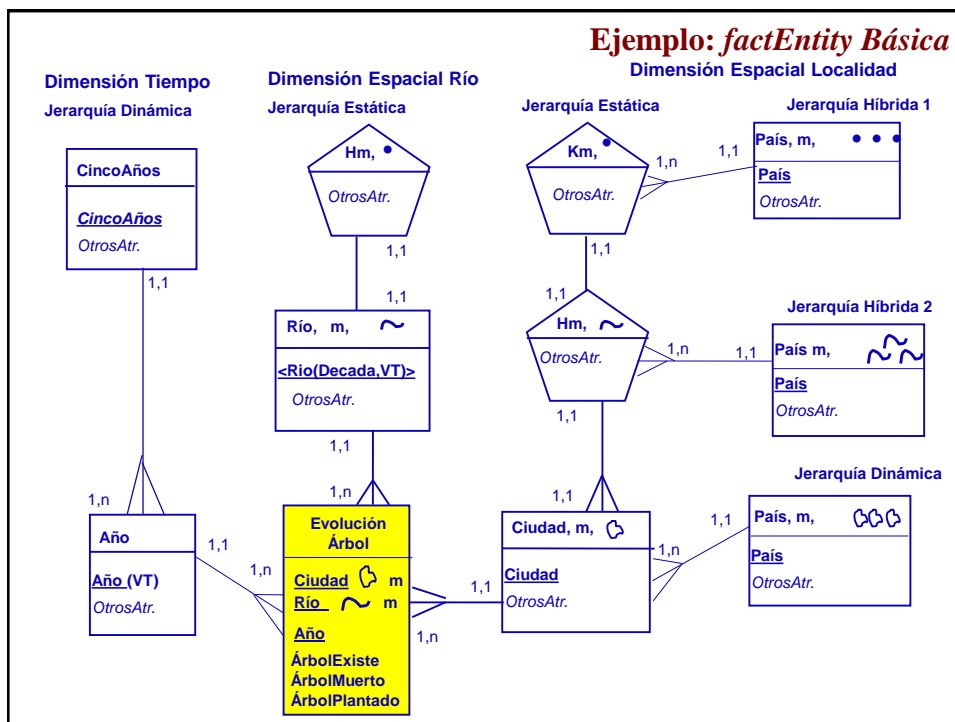 Ejemplo: factEntity Básica
Dimensión Tiempo
Jerarquía Dinámica
CincoAños
CincoAños
OtrosAtr.
1,1
1,n
Año
Año (VT)
OtrosAtr.
1,1
1,n
Dimensión Espacial Río
Jerarquía Estática
Hm,
OtrosAtr.
1,1
1,1
Río, m,
<Rio(Decada,VT)>
OtrosAtr.
1,1
1,n
Evolución
Árbol
Ciudad m
Río m
Año
ÁrbolExiste
ÁrbolMuerto
ÁrbolPlantado
Dimensión Espacial Localidad
Jerarquía Estática
Km,
OtrosAtr.
1,n
1,1
Jerarquía Híbrida 1
País, m,
País
OtrosAtr.
1,1
1,1
Hm,
OtrosAtr.
1,n
1,1
Jerarquía Híbrida 2
País m,
País
OtrosAtr.
1,1
1,1
Ciudad, m,
Ciudad
OtrosAtr.
1,1
1,n
1,n
1,1
Jerarquía Dinámica
País, m,
País
OtrosAtr.